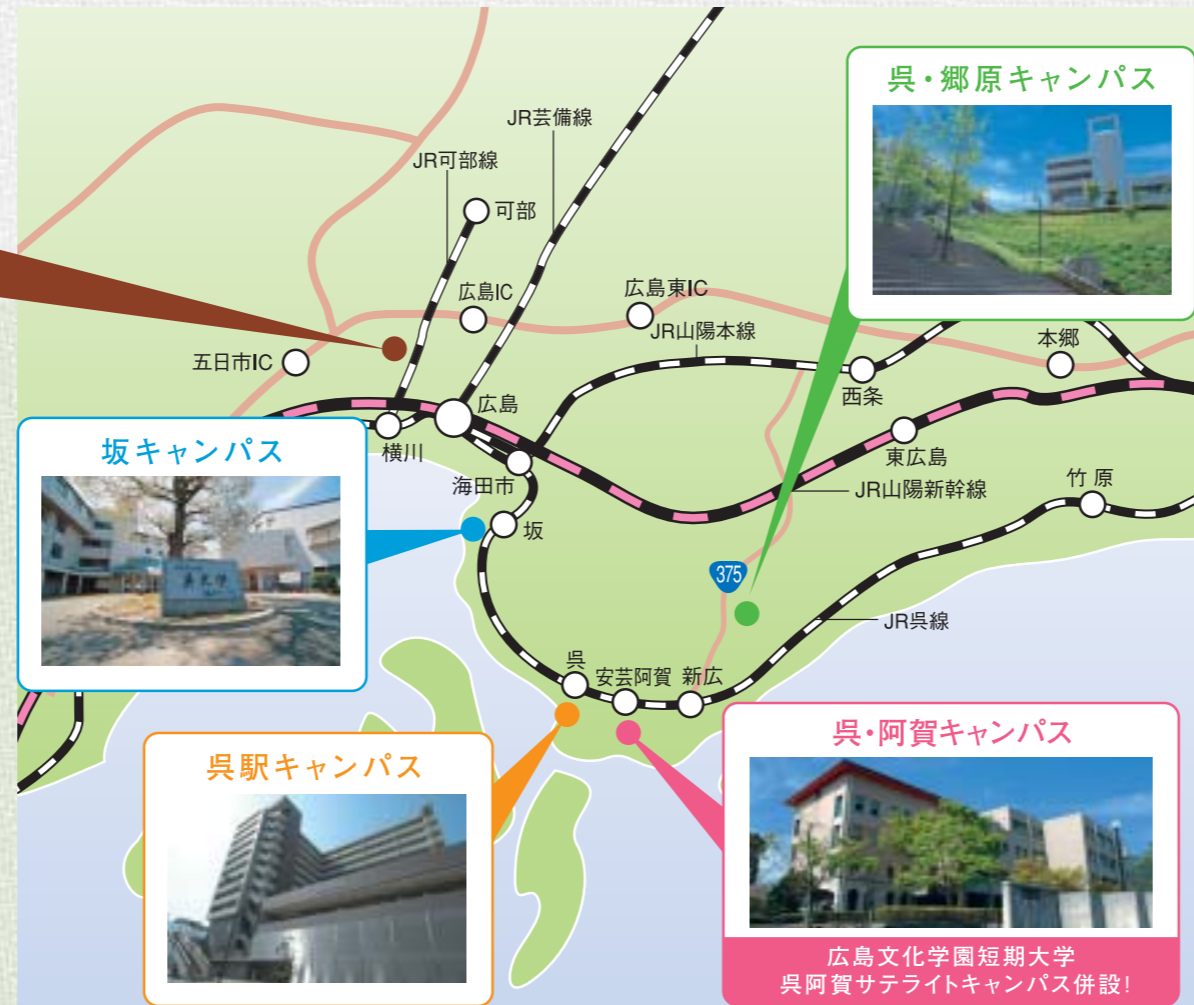 呉・郷原キャンパス
JR芸備線
JR可部線
可部
広島IC
広島東IC
JR山陽本線
本郷
五日市IC
西条
広島
横川
東広島
坂キャンパス
海田市
JR山陽新幹線
竹原
坂
375
JR呉線
呉
安芸阿賀
新広
呉駅キャンパス
呉・阿賀キャンパス
広島文化学園短期大学
呉阿賀サテライトキャンパス併設!